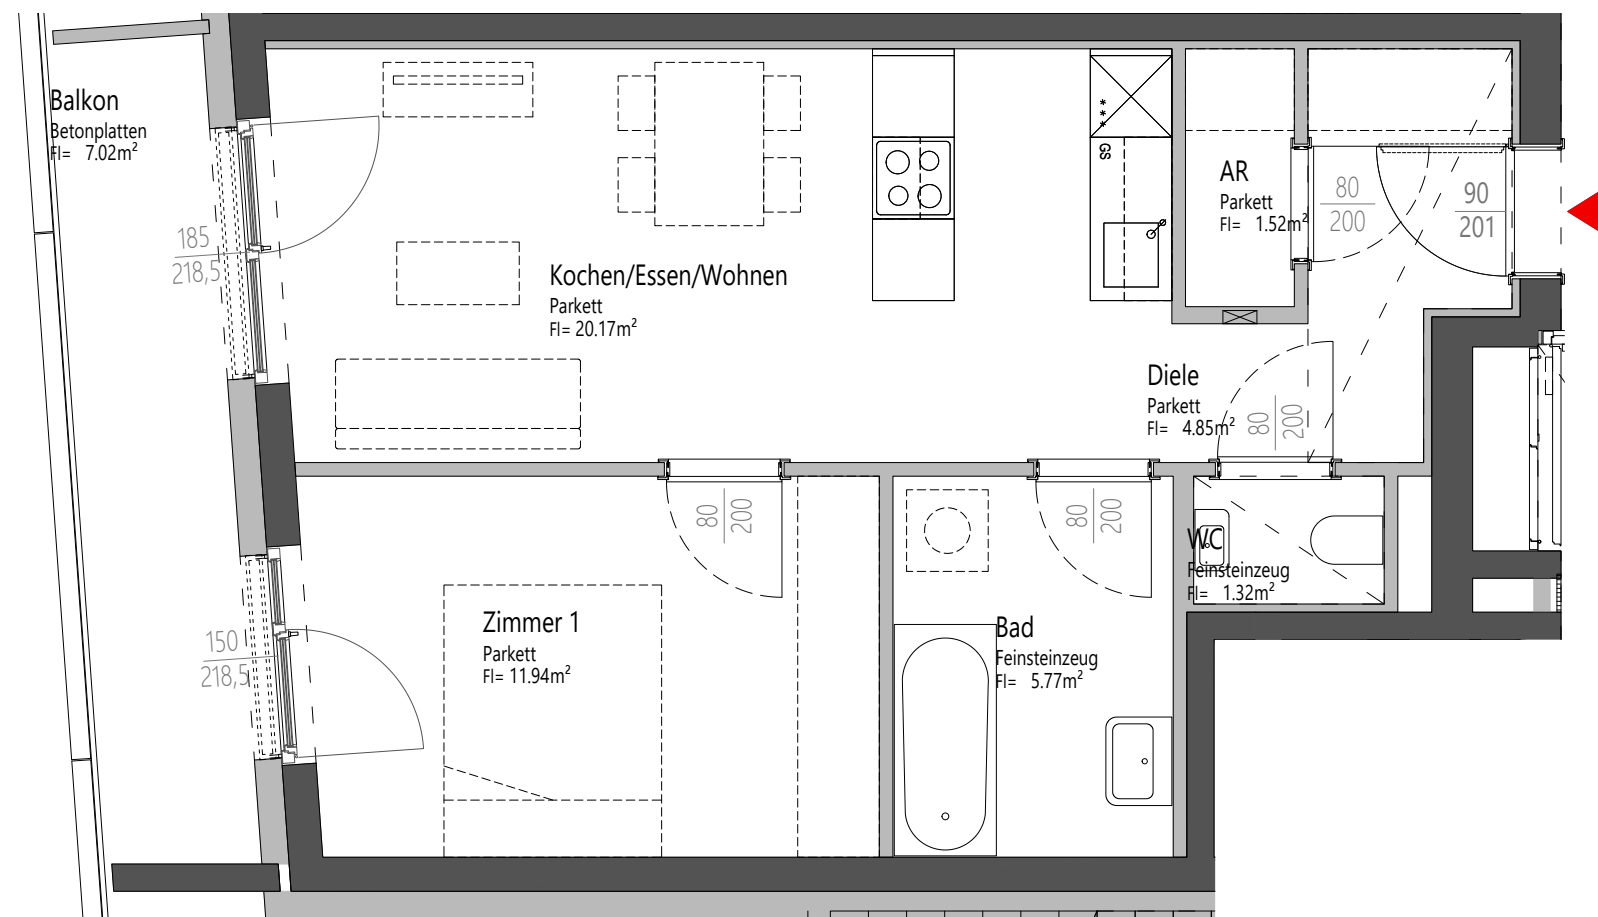 Balkon
Betonplatten
Fl= 7.02m²
185
218,5
Kochen/Essen/Wohnen
Parkett
Fl= 20.17m²
***
GS
AR
Parkett
Fl= 1.52m²
80
200
90
201
Diele
Parkett
Fl= 4.85m²
80
200
80
200
80
200
WC
Feinsteinzeug
Fl= 1.32m²
150
218,5
Zimmer 1
Parkett
Fl= 11.94m²
Bad
Feinsteinzeug
Fl= 5.77m²